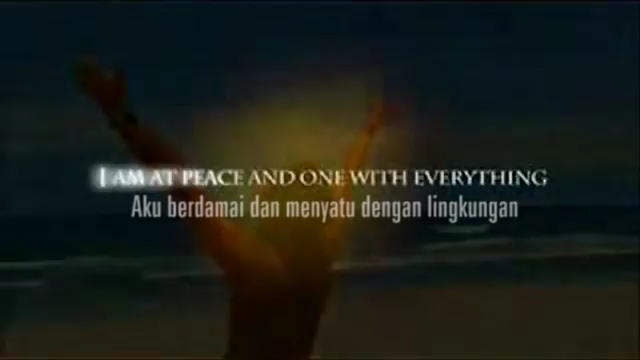 I AM AT PEACE AND ONE WITH EVERYTHING
Aku berdamai dan menyatu dengan lingkungan